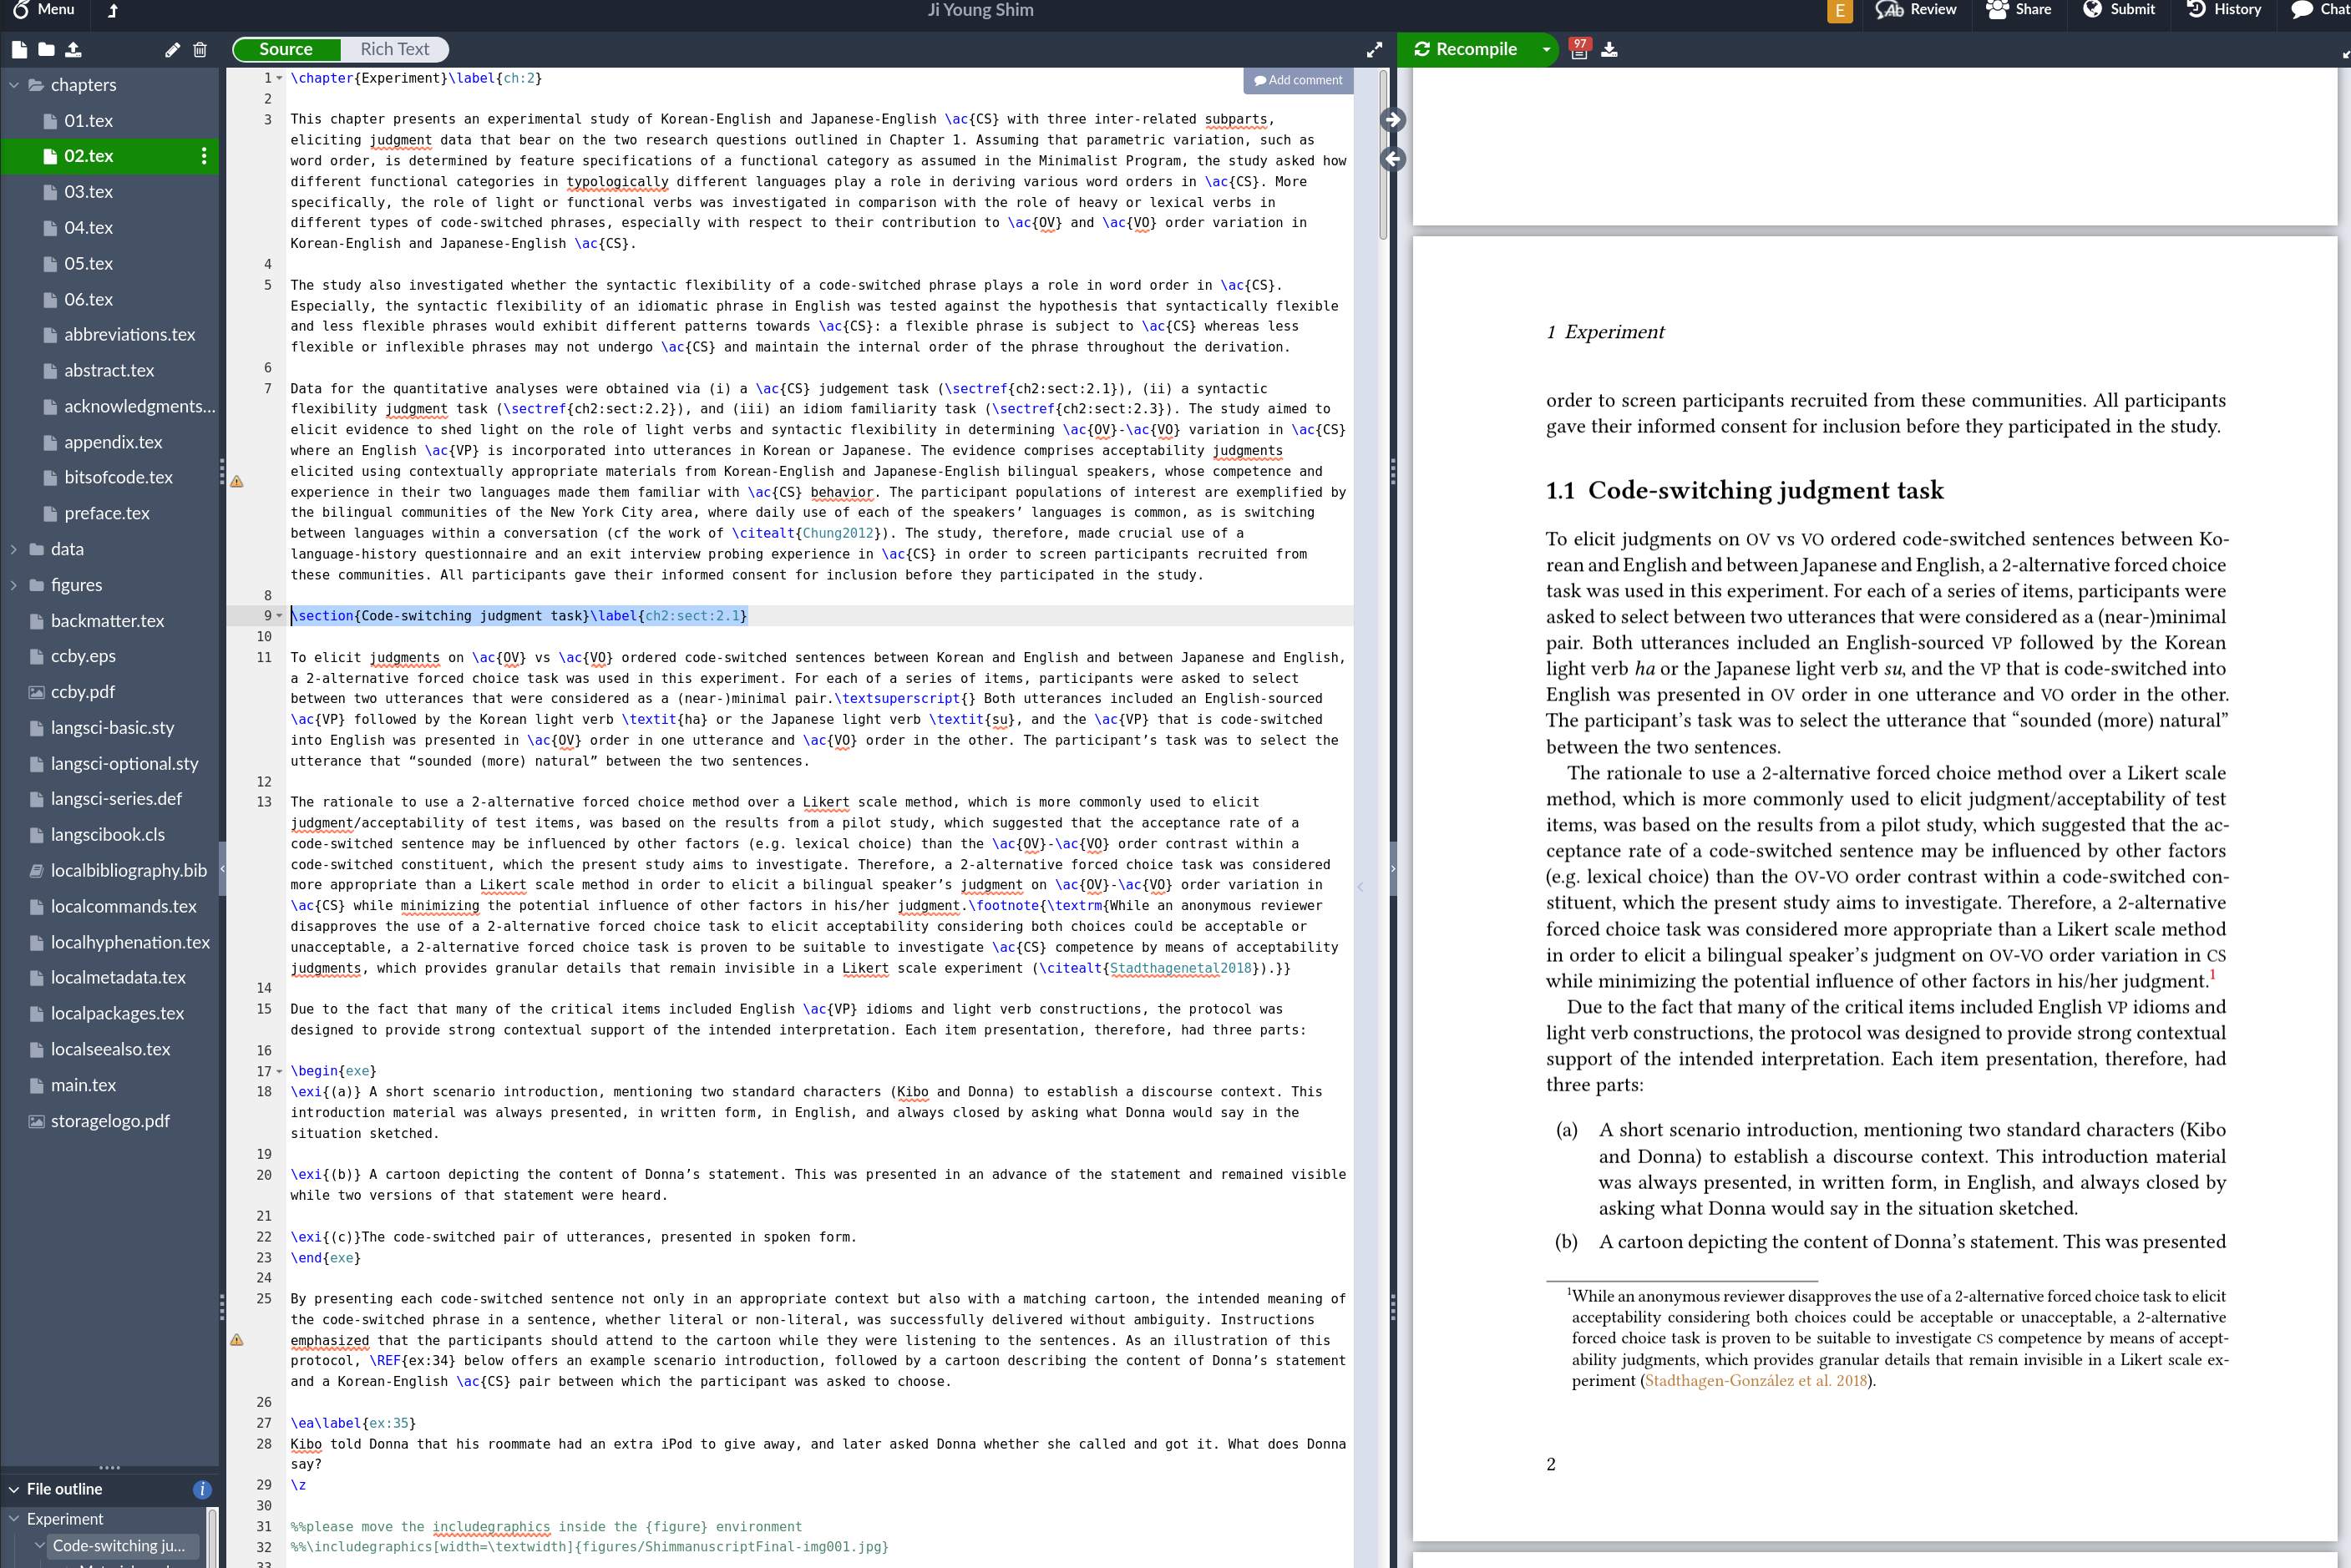 Menu
Ji Young Shim
E
Review
Share
Submit
History
Chat
Source
Rich Text
Recompile
97
chapters
01.tex
02.tex
03.tex
04.tex
05.tex
06.tex
abbreviations.tex
abstract.tex
acknowledgments...
appendix.tex
bitsofcode.tex
preface.tex
data
figures
backmatter.tex
ccby.eps
ccby.pdf
langsci-basic.sty
langsci-optional.sty
langsci-series.def
langscibook.cls
localbibliography.bib
localcommands.tex
localhyphenation.tex
localmetadata.tex
localpackages.tex
localseealso.tex
main.tex
storagelogo.pdf
File outline
Experiment
Code-switching ju...
Add comment
1 \chapter{Experiment}\label{ch:2}
2
3 This chapter presents an experimental study of Korean-English and Japanese-English \ac{CS} with three inter-related subparts,
eliciting judgment data that bear on the two research questions outlined in Chapter 1. Assuming that parametric variation, such as
word order, is determined by feature specifications of a functional category as assumed in the Minimalist Program, the study asked how
different functional categories in typologically different languages play a role in deriving various word orders in \ac{CS}. More
specifically, the role of light or functional verbs was investigated in comparison with the role of heavy or lexical verbs in
different types of code-switched phrases, especially with respect to their contribution to \ac{OV} and \ac{VO} order variation in
Korean-English and Japanese-English \ac{CS}.
4
5 The study also investigated whether the syntactic flexibility of a code-switched phrase plays a role in word order in \ac{CS}.
Especially, the syntactic flexibility of an idiomatic phrase in English was tested against the hypothesis that syntactically flexible
and less flexible phrases would exhibit different patterns towards \ac{CS}: a flexible phrase is subject to \ac{CS} whereas less
flexible or inflexible phrases may not undergo \ac{CS} and maintain the internal order of the phrase throughout the derivation.
6
7 Data for the quantitative analyses were obtained via (i) a \ac{CS} judgement task (\sectref{ch2:sect:2.1}), (ii) a syntactic
flexibility judgment task (\sectref{ch2:sect:2.2}), and (iii) an idiom familiarity task (\sectref{ch2:sect:2.3}). The study aimed to
elicit evidence to shed light on the role of light verbs and syntactic flexibility in determining \ac{OV}-\ac{VO} variation in \ac{CS}
where an English \ac{VP} is incorporated into utterances in Korean or Japanese. The evidence comprises acceptability judgments
elicited using contextually appropriate materials from Korean-English and Japanese-English bilingual speakers, whose competence and
experience in their two languages made them familiar with \ac{CS} behavior. The participant populations of interest are exemplified by
the bilingual communities of the New York City area, where daily use of each of the speakers’ languages is common, as is switching
between languages within a conversation (cf the work of \citealt{Chung2012}). The study, therefore, made crucial use of a
language-history questionnaire and an exit interview probing experience in \ac{CS} in order to screen participants recruited from
these communities. All participants gave their informed consent for inclusion before they participated in the study.
8
9 \section{Code-switching judgment task}\label{ch2:sect:2.1}
10
11 To elicit judgments on \ac{OV} vs \ac{VO} ordered code-switched sentences between Korean and English and between Japanese and English,
a 2-alternative forced choice task was used in this experiment. For each of a series of items, participants were asked to select
between two utterances that were considered as a (near-)minimal pair.\textsuperscript{} Both utterances included an English-sourced
\ac{VP} followed by the Korean light verb \textit{ha} or the Japanese light verb \textit{su}, and the \ac{VP} that is code-switched
into English was presented in \ac{OV} order in one utterance and \ac{VO} order in the other. The participant’s task was to select the
utterance that “sounded (more) natural” between the two sentences.
12
13 The rationale to use a 2-alternative forced choice method over a Likert scale method, which is more commonly used to elicit
judgment/acceptability of test items, was based on the results from a pilot study, which suggested that the acceptance rate of a
code-switched sentence may be influenced by other factors (e.g. lexical choice) than the \ac{OV}-\ac{VO} order contrast within a
code-switched constituent, which the present study aims to investigate. Therefore, a 2-alternative forced choice task was considered
more appropriate than a Likert scale method in order to elicit a bilingual speaker’s judgment on \ac{OV}-\ac{VO} order variation in
\ac{CS} while minimizing the potential influence of other factors in his/her judgment.\footnote{\textrm{While an anonymous reviewer
disapproves the use of a 2-alternative forced choice task to elicit acceptability considering both choices could be acceptable or
unacceptable, a 2-alternative forced choice task is proven to be suitable to investigate \ac{CS} competence by means of acceptability
judgments, which provides granular details that remain invisible in a Likert scale experiment (\citealt{Stadthagenetal2018}).}}
14
15 Due to the fact that many of the critical items included English \ac{VP} idioms and light verb constructions, the protocol was
designed to provide strong contextual support of the intended interpretation. Each item presentation, therefore, had three parts:
16
17 \begin{exe}
18 \exi{(a)} A short scenario introduction, mentioning two standard characters (Kibo and Donna) to establish a discourse context. This
introduction material was always presented, in written form, in English, and always closed by asking what Donna would say in the
situation sketched.
19
20 \exi{(b)} A cartoon depicting the content of Donna’s statement. This was presented in an advance of the statement and remained visible
while two versions of that statement were heard.
21
22 \exi{(c)}The code-switched pair of utterances, presented in spoken form.
23 \end{exe}
24
25 By presenting each code-switched sentence not only in an appropriate context but also with a matching cartoon, the intended meaning of
the code-switched phrase in a sentence, whether literal or non-literal, was successfully delivered without ambiguity. Instructions
emphasized that the participants should attend to the cartoon while they were listening to the sentences. As an illustration of this
protocol, \REF{ex:34} below offers an example scenario introduction, followed by a cartoon describing the content of Donna’s statement
and a Korean-English \ac{CS} pair between which the participant was asked to choose.
26
27 \ea\label{ex:35}
28 Kibo told Donna that his roommate had an extra iPod to give away, and later asked Donna whether she called and got it. What does Donna
say?
29 \z
30
31 %%please move the includegraphics inside the {figure} environment
32 %%\includegraphics[width=\textwidth]{figures/ShimmanuscriptFinal-img001.jpg}
33
1 Experiment
order to screen participants recruited from these communities. All participants
gave their informed consent for inclusion before they participated in the study.
1.1 Code-switching judgment task
To elicit judgments on OV vs VO ordered code-switched sentences between Ko-
rean and English and between Japanese and English, a 2-alternative forced choice
task was used in this experiment. For each of a series of items, participants were
asked to select between two utterances that were considered as a (near-)minimal
pair. Both utterances included an English-sourced VP followed by the Korean
light verb ha or the Japanese light verb su, and the VP that is code-switched into
English was presented in OV order in one utterance and VO order in the other.
The participant’s task was to select the utterance that “sounded (more) natural”
between the two sentences.
The rationale to use a 2-alternative forced choice method over a Likert scale
method, which is more commonly used to elicit judgment/acceptability of test
items, was based on the results from a pilot study, which suggested that the ac-
ceptance rate of a code-switched sentence may be influenced by other factors
(e.g. lexical choice) than the OV-VO order contrast within a code-switched con-
stituent, which the present study aims to investigate. Therefore, a 2-alternative
forced choice task was considered more appropriate than a Likert scale method
in order to elicit a bilingual speaker’s judgment on OV-VO order variation in CS
while minimizing the potential influence of other factors in his/her judgment.1
Due to the fact that many of the critical items included English VP idioms and
light verb constructions, the protocol was designed to provide strong contextual
support of the intended interpretation. Each item presentation, therefore, had
three parts:
(a) A short scenario introduction, mentioning two standard characters (Kibo
and Donna) to establish a discourse context. This introduction material
was always presented, in written form, in English, and always closed by
asking what Donna would say in the situation sketched.
(b) A cartoon depicting the content of Donna’s statement. This was presented
1While an anonymous reviewer disapproves the use of a 2-alternative forced choice task to elicit
acceptability considering both choices could be acceptable or unacceptable, a 2-alternative
forced choice task is proven to be suitable to investigate CS competence by means of accept-
ability judgments, which provides granular details that remain invisible in a Likert scale ex-
periment (Stadthagen-González et al. 2018).
2